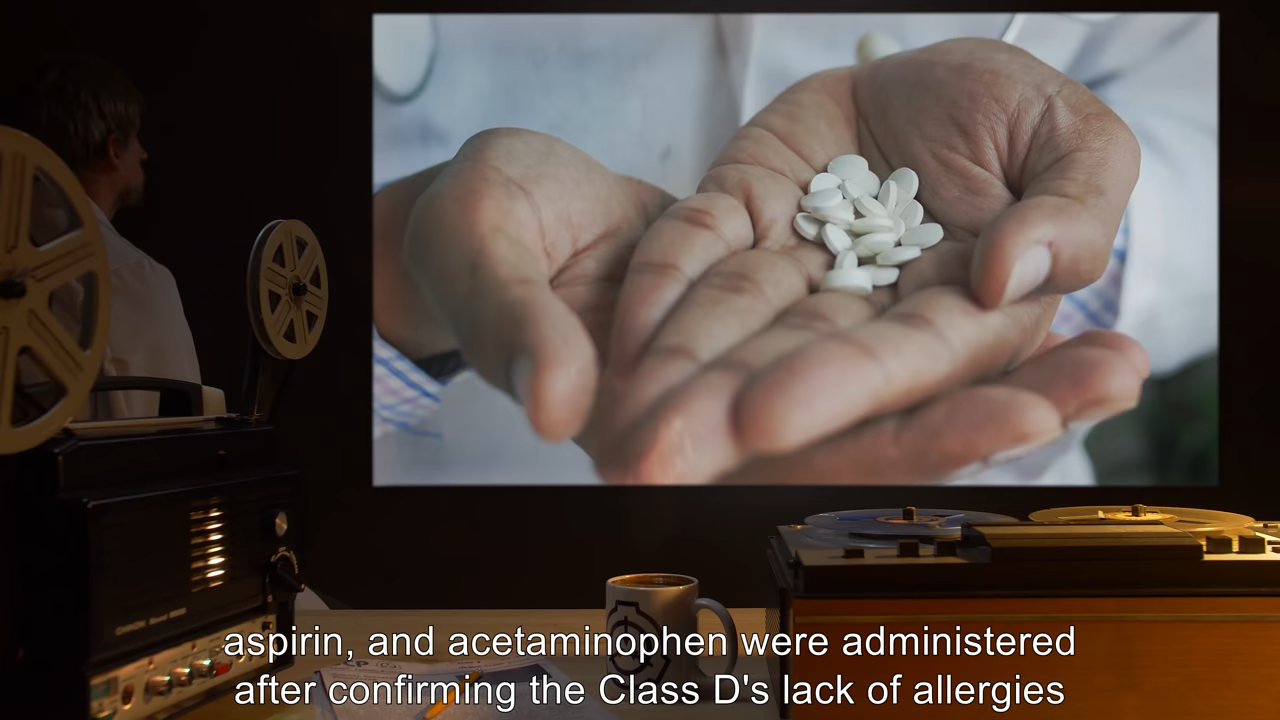 aspirin, and acetaminophen were administered
after confirming the Class D's lack of allergies